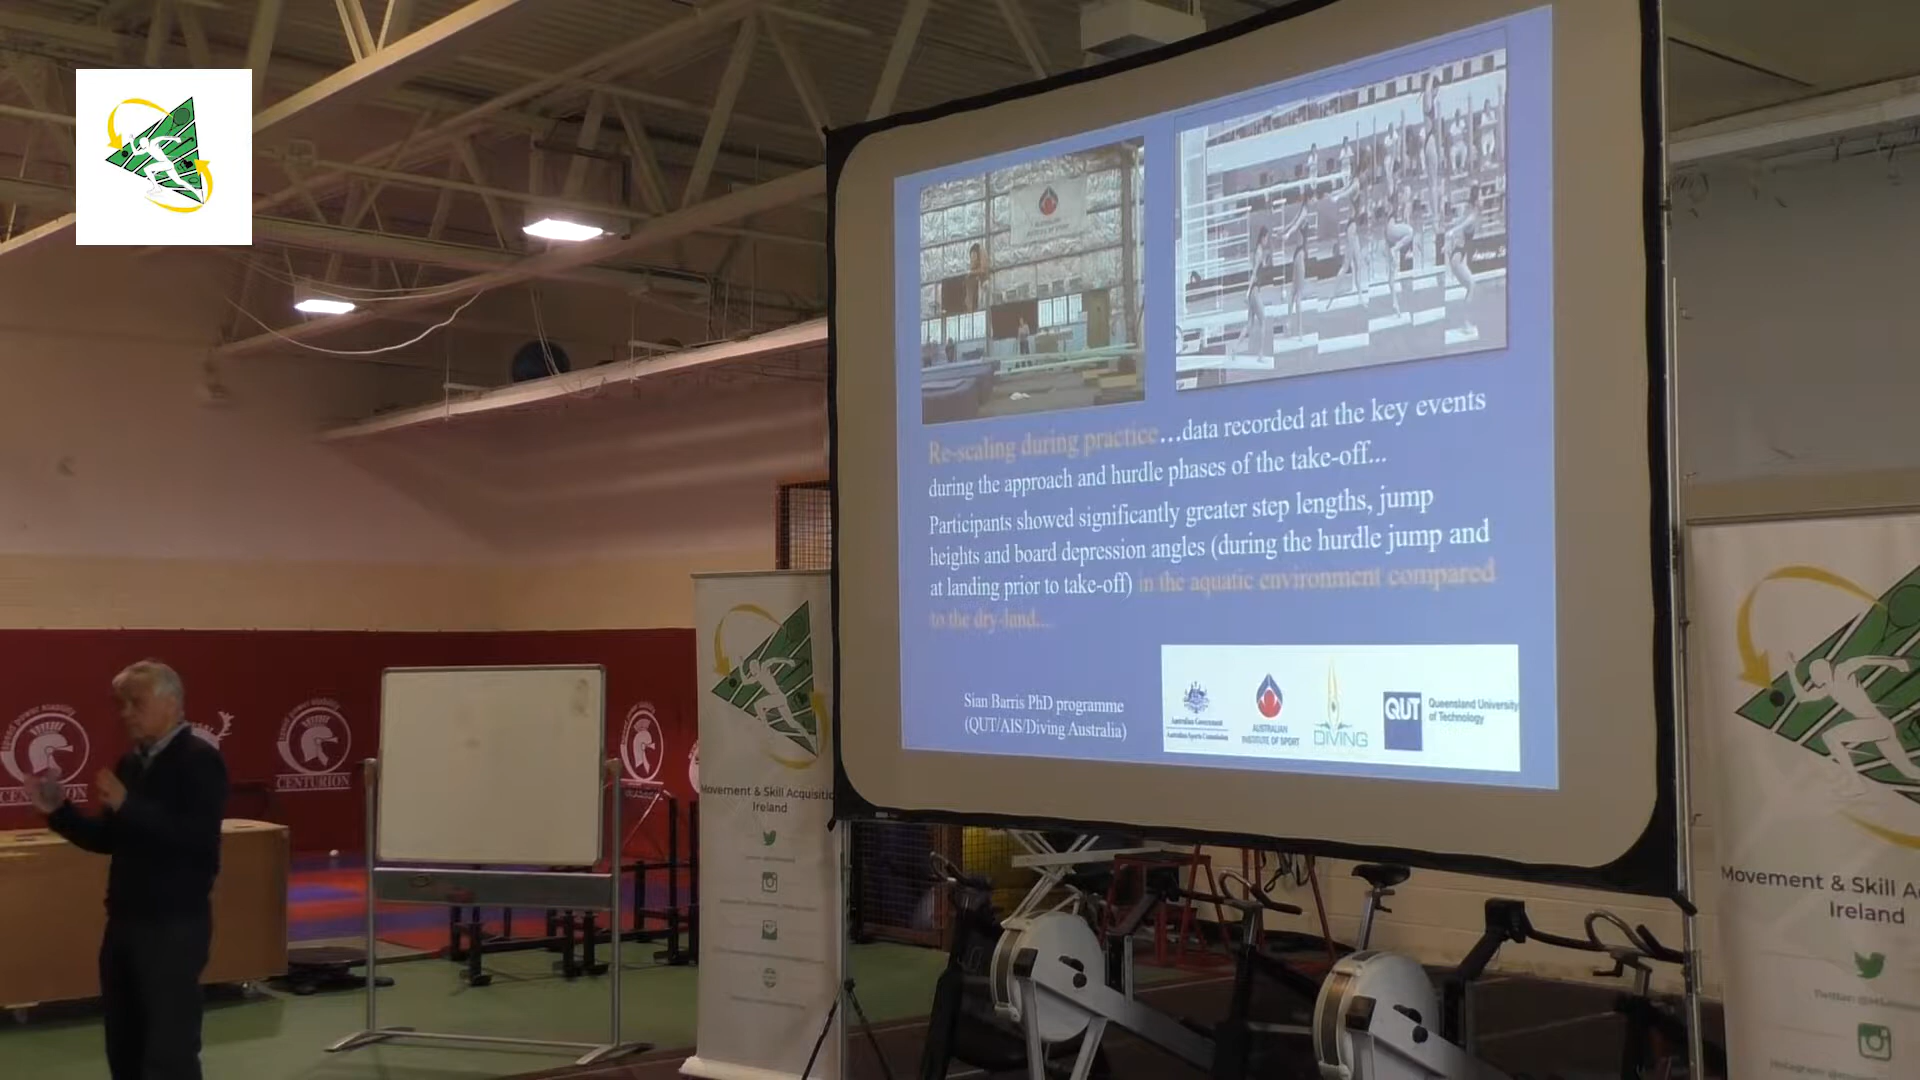 Re-scaling during practice...data recorded at the key events
during the approach and hurdle phases of the take-off...
Participants showed significantly greater step lengths, jump
heights and board depression angles (during the hurdle jump and
at landing prior to take-off) in the aquatic environment compared
to the dry-land...
Sian Barris PhD programme
(QUT/AIS/Diving Australia)
Australian Government
Australian Sports Commission
AUSTRALIAN
INSTITUTE OF SPORT
DIVING
QUT
Queensland University
of Technology
CENTURION
CENTURION
Movement & Skill Acquisitio
Ireland
Movement & Skill A
Ireland